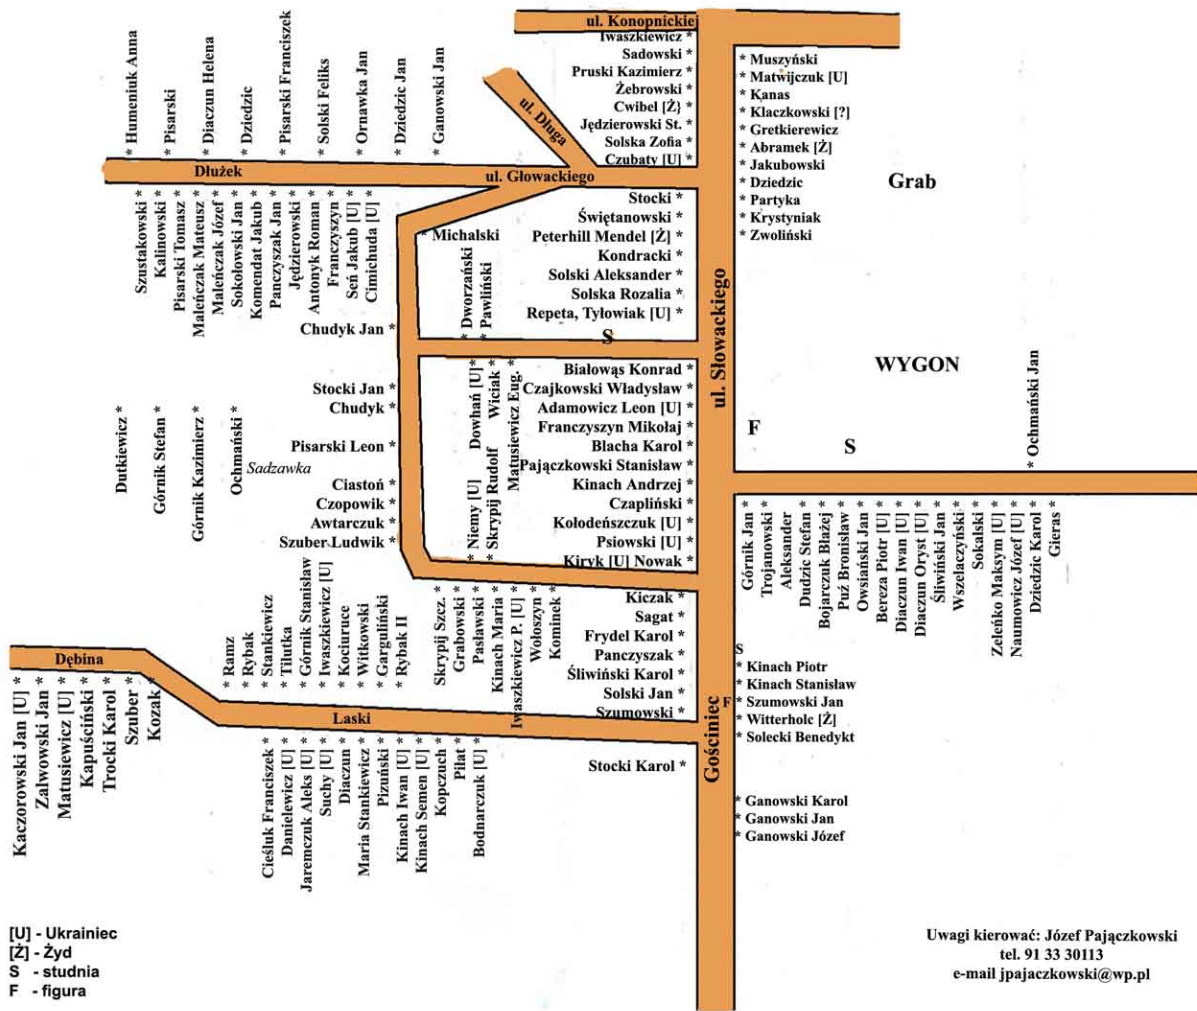 ul. Konopnickiej
Iwaszkiewicz *
Sadowski *
Pruski Kazimierz *
Żebrowski *
Cwibel [Ż} *
Jędzierowski St. *
Solska Zofia *
Czubaty [U] *
* Muszyński
* Matwijczuk [U]
* Kanas
* Klaczkowski [?]
* Gretkierewicz
* Abramek [Ż]
* Jakubowski
* Dziedzic
* Partyka
* Krystyniak
* Zwoliński
Grab
ul. Długa
* Humeniuk Anna
* Pisarski
* Diaczun Helena
* Dziedzic
* Pisarski Franciszek
* Solski Feliks
* Ornawka Jan
* Dziedzic Jan
* Ganowski Jan
Dłużek
ul. Głowackiego
Szustakowski *
Kalinowski *
Pisarski Tomasz *
Maleńczak Mateusz *
Maleńczak Józef *
Sokołowski Jan *
Komendat Jakub *
Panczyszak Jan *
Jędzierowski *
Antonyk Roman *
Franczyszyn *
Seń Jakub [U] *
Cimichuda [U] *
* Michalski
Stocki *
Świętanowski *
Peterhill Mendel [Ż] *
Kondracki *
Solski Aleksander *
Solska Rozalia *
Repeta, Tyłowiak [U] *
* Dworzański
* Pawliński
S
ul. Słowackiego
WYGON
Chudyk Jan *
Stocki Jan *
Chudyk *
Pisarski Leon *
Sadzawka
Ciastoń *
Czopowik *
Awtarczuk *
Szuber Ludwik *
Dutkiewicz *
Górnik Stefan *
Górnik Kazimierz *
Ochmański *
Dowhań [U] *
Wiciak *
Matusiewicz Eug. *
* Niemy [U]
* Skrypij Rudolf
Białowąs Konrad *
Czajkowski Władysław *
Adamowicz Leon [U] *
Franczyszyn Mikołaj *
Blacha Karol *
Pajączkowski Stanisław *
Kinach Andrzej *
Czapliński *
Kołodeńszczuk [U] *
Psiowski [U] *
Kiryk [U] Nowak *
F
S
* Ochmański Jan
Górnik Jan *
Trojanowski *
Aleksander
Dudzic Stefan *
Bojarczuk Błażej *
Puź Bronisław *
Owsiański Jan *
Bereza Piotr [U] *
Diaczun Iwan [U] *
Diaczun Oryst [U] *
Śliwiński Jan *
Wszelaczyński *
Sokalski *
Zeleńko Maksym [U] *
Naumowicz Józef [U] *
Dziedzic Karol *
Gieras *
* Ramz
* Rybak
* Stankiewicz
* Tilutka
* Górnik Stanisław
* Iwaszkiewicz [U]
* Kociuruce
* Witkowski
* Garguliński
* Rybak II
Skrypij Szcz. *
Grabowski *
Pasławski *
Kinach Maria *
Iwaszkiewicz P. [U] *
Wołoszyn *
Kominek *
Kiczak *
Sagat *
Frydel Karol *
Panczyszak *
Śliwiński Karol *
Solski Jan *
Szumowski *
S
* Kinach Piotr
* Kinach Stanisław
F * Szumowski Jan
* Witterholc [Ż]
* Solecki Benedykt
Dębina
Laski
Gościniec
Kaczorowski Jan [U] *
Zalwowski Jan *
Matusiewicz [U] *
Kapuściński *
Trocki Karol *
Szuber *
Kozak *
Cieśluk Franciszek *
Danielewicz [U] *
Jaremczuk Aleks [U] *
Suchy [U] *
Diaczun *
Maria Stankiewicz *
Pizuński *
Kinach Iwan [U] *
Kinach Semen [U] *
Kopczuch *
Piłat *
Bodnarczuk [U] *
Stocki Karol *
* Ganowski Karol
* Ganowski Jan
* Ganowski Józef
[U] - Ukrainiec
[Ż] - Żyd
S - studnia
F - figura
Uwagi kierować: Józef Pajączkowski
tel. 91 33 30113
e-mail jpajaczkowski@wp.pl